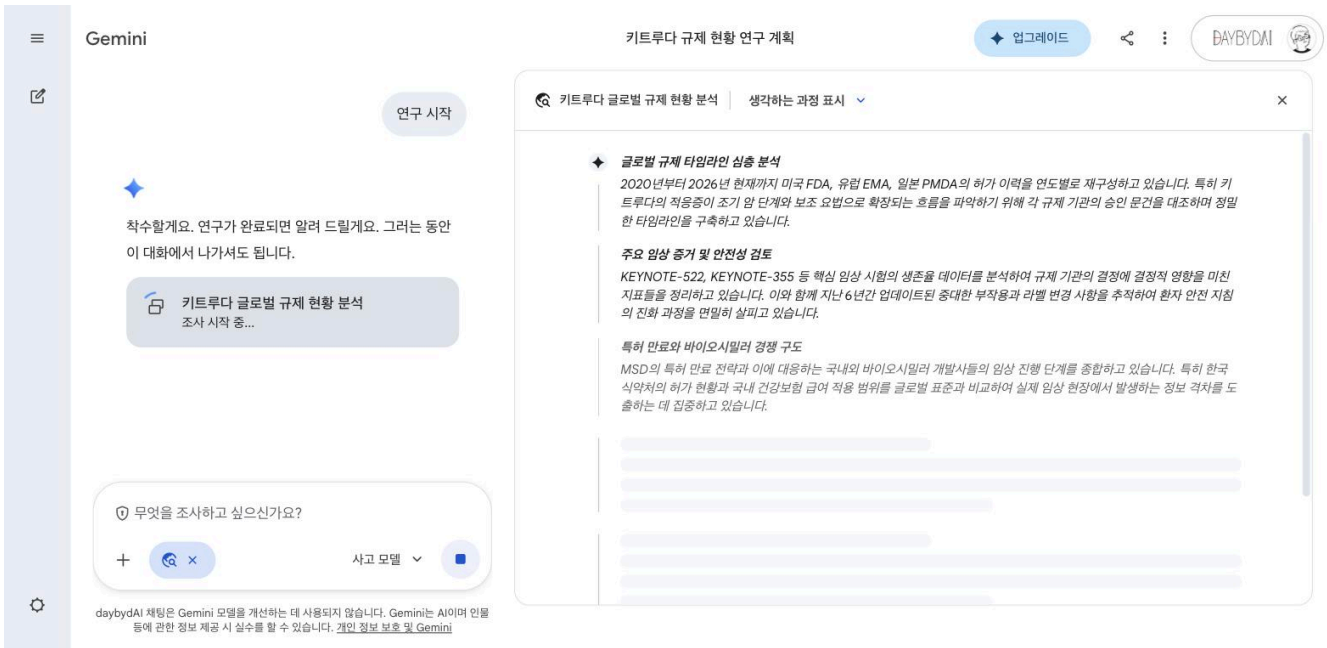 Gemini
키트루다 규제 현황 연구 계획
업그레이드
DAYBYDAI
연구 시작
착수할게요. 연구가 완료되면 알려 드릴게요. 그러는 동안
이 대화에서 나가셔도 됩니다.
키트루다 글로벌 규제 현황 분석
조사 시작 중...
무엇을 조사하고 싶으신가요?
사고 모델
daybydAI 채팅은 Gemini 모델을 개선하는 데 사용되지 않습니다. Gemini는 AI이며 인물
등에 관한 정보 제공 시 실수를 할 수 있습니다. 개인 정보 보호 및 Gemini
키트루다 글로벌 규제 현황 분석
생각하는 과정 표시
글로벌 규제 타임라인 심층 분석
2020년부터 2026년 현재까지 미국 FDA, 유럽 EMA, 일본 PMDA의 허가 이력을 연도별로 재구성하고 있습니다. 특히 키
트루다의 적응증이 조기 암 단계와 보조 요법으로 확장되는 흐름을 파악하기 위해 각 규제 기관의 승인 문건을 대조하며 정밀
한 타임라인을 구축하고 있습니다.
주요 임상 증거 및 안전성 검토
KEYNOTE-522, KEYNOTE-355 등 핵심 임상 시험의 생존율 데이터를 분석하여 규제 기관의 결정에 결정적 영향을 미친
지표들을 정리하고 있습니다. 이와 함께 지난 6년간 업데이트된 중대한 부작용과 라벨 변경 사항을 추적하여 환자 안전 지침
의 진화 과정을 면밀히 살피고 있습니다.
특허 만료와 바이오시밀러 경쟁 구도
MSD의 특허 만료 전략과 이에 대응하는 국내외 바이오시밀러 개발사들의 임상 진행 단계를 종합하고 있습니다. 특히 한국
식약처의 허가 현황과 국내 건강보험 급여 적용 범위를 글로벌 표준과 비교하여 실제 임상 현장에서 발생하는 정보 격차를 도
출하는 데 집중하고 있습니다.